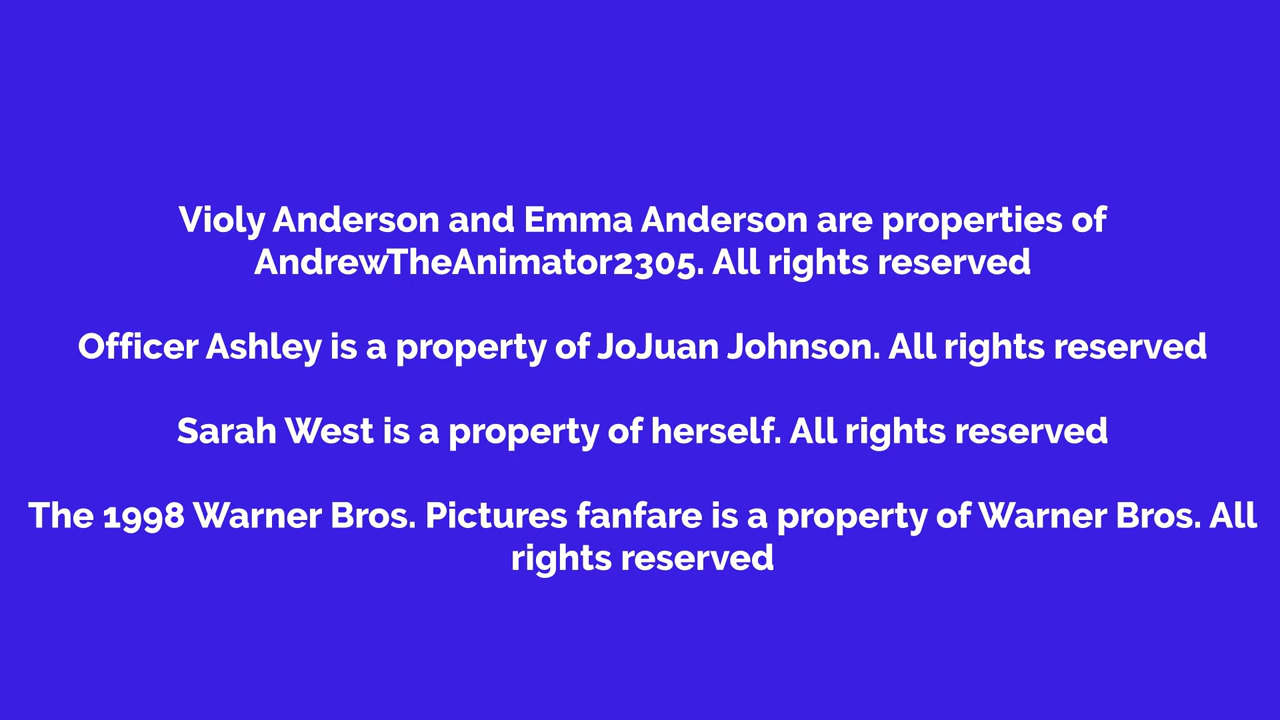 Violy Anderson and Emma Anderson are properties of
AndrewTheAnimator2305. All rights reserved
Officer Ashley is a property of JoJuan Johnson. All rights reserved
Sarah West is a property of herself. All rights reserved
The 1998 Warner Bros. Pictures fanfare is a property of Warner Bros. All
rights reserved